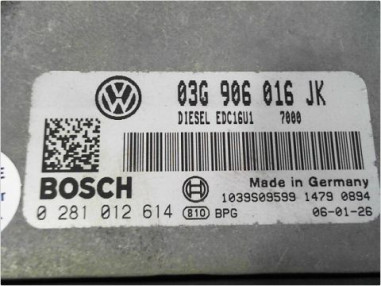 03G 906 016 JK
DIESEL EDC16U1 7000
BOSCH
Made in Germany
1039S09599 1479 0894
0 281 012 614 810 BPG 06-01-26